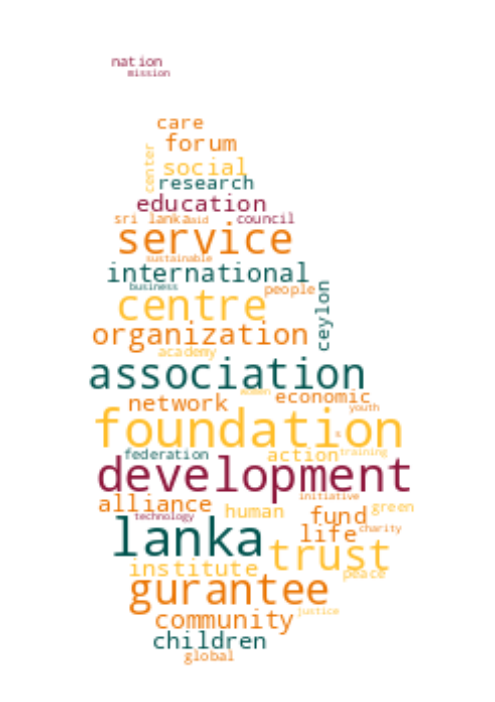 nation
mission
care
forum
center
social
research
education
sri lanka
aid
council
service
sustainable
international
business
people
ceylon
centre
organization
academy
association
women
economic
network
youth
foundation
federation
action
training
development
initiative
alliance
technology
human
fund
green
life
charity
lanka
trust
institute
peace
gurantee
justice
community
children
global